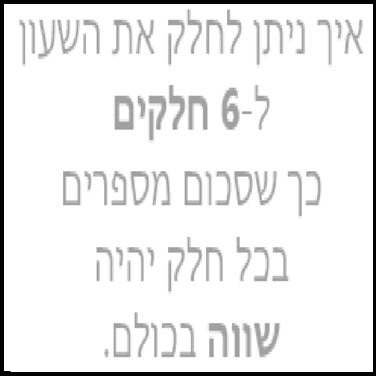 איך ניתן לחלק את השעון
ל-6 חלקים
כך שסכום מספרים
בכל חלק יהיה
שווה בכולם.